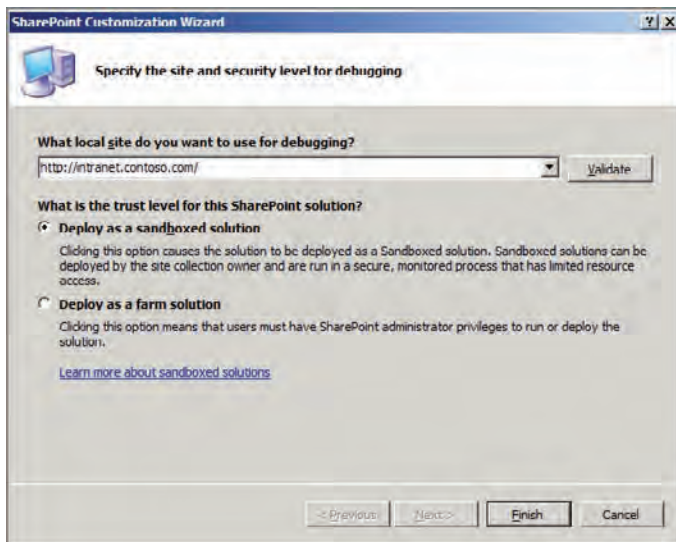 SharePoint Customization Wizard
Specify the site and security level for debugging
What local site do you want to use for debugging?
http://intranet.contoso.com/
Validate
What is the trust level for this SharePoint solution?
Deploy as a sandboxed solution
Clicking this option causes the solution to be deployed as a Sandboxed solution. Sandboxed solutions can be
deployed by the site collection owner and are run in a secure, monitored process that has limited resource
access.
Deploy as a farm solution
Clicking this option means that users must have SharePoint administrator privileges to run or deploy the
solution.
Learn more about sandboxed solutions
< Previous Next > Finish Cancel